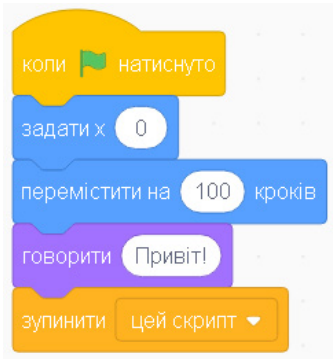 коли натиснуто
задати x 0
перемістити на 100 кроків
говорити Привіт!
зупинити цей скрипт